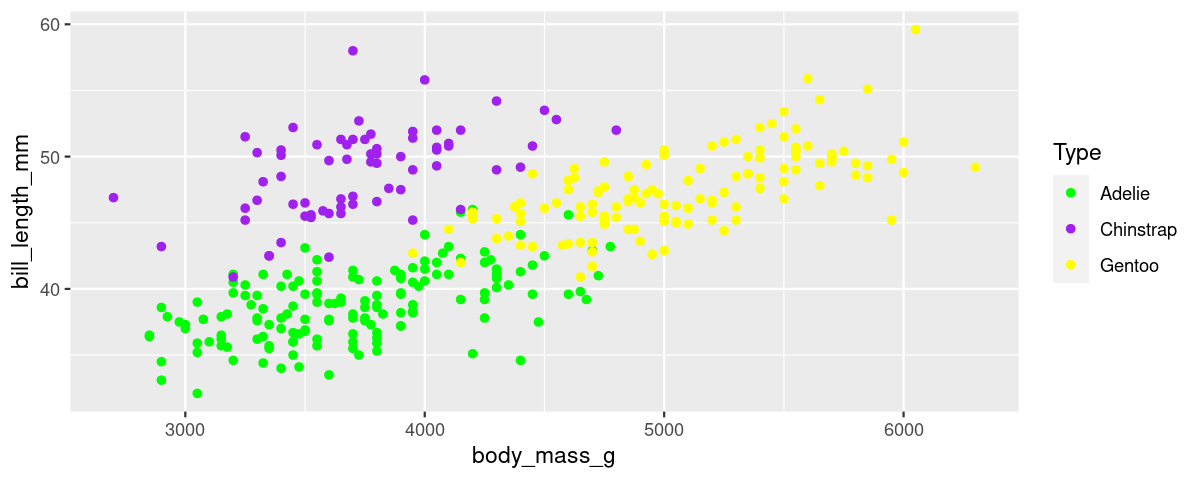 60
50
40
bill_length_mm
3000 4000 5000 6000
body_mass_g
Type
Adelie
Chinstrap
Gentoo